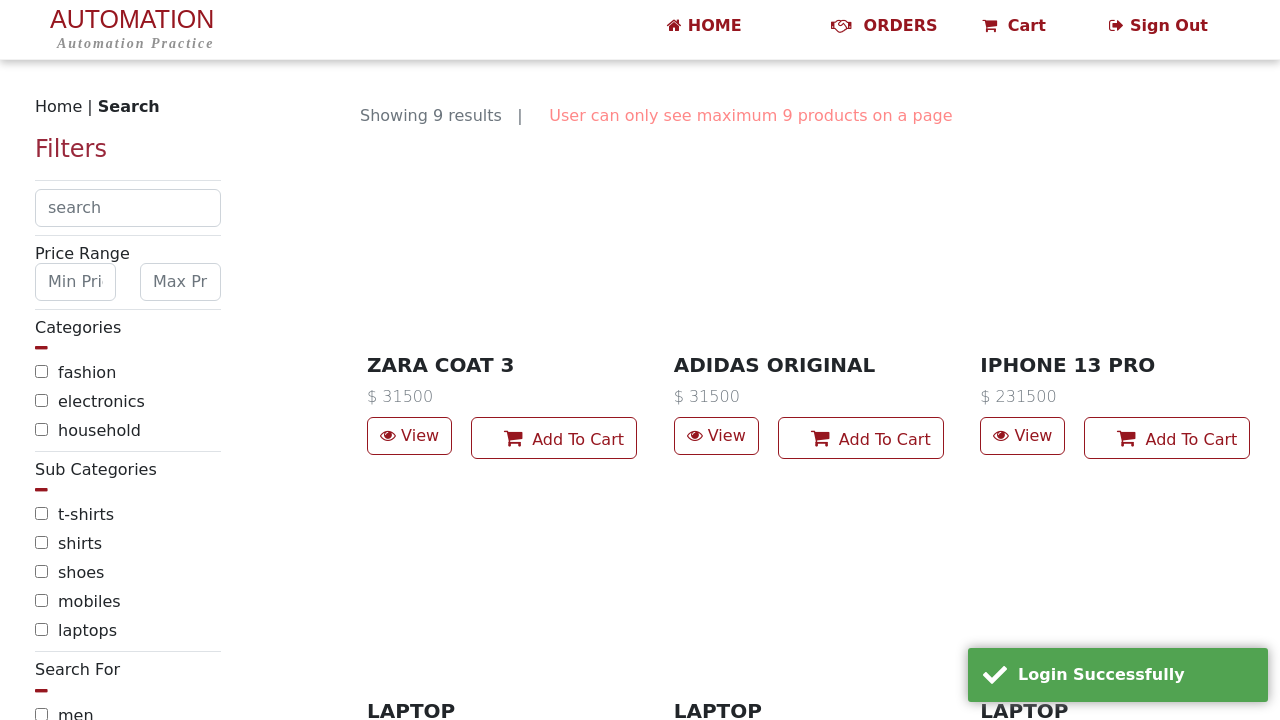 AUTOMATION
Automation Practice
HOME
ORDERS
Cart
Sign Out
Home | Search
Filters
search
Price Range
Min Pri
Max Pr
Categories
fashion
electronics
household
Sub Categories
t-shirts
shirts
shoes
mobiles
laptops
Search For
men
Showing 9 results |
User can only see maximum 9 products on a page
ZARA COAT 3
$ 31500
View
Add To Cart
ADIDAS ORIGINAL
$ 31500
View
Add To Cart
IPHONE 13 PRO
$ 231500
View
Add To Cart
LAPTOP
LAPTOP
LAPTOP
Login Successfully